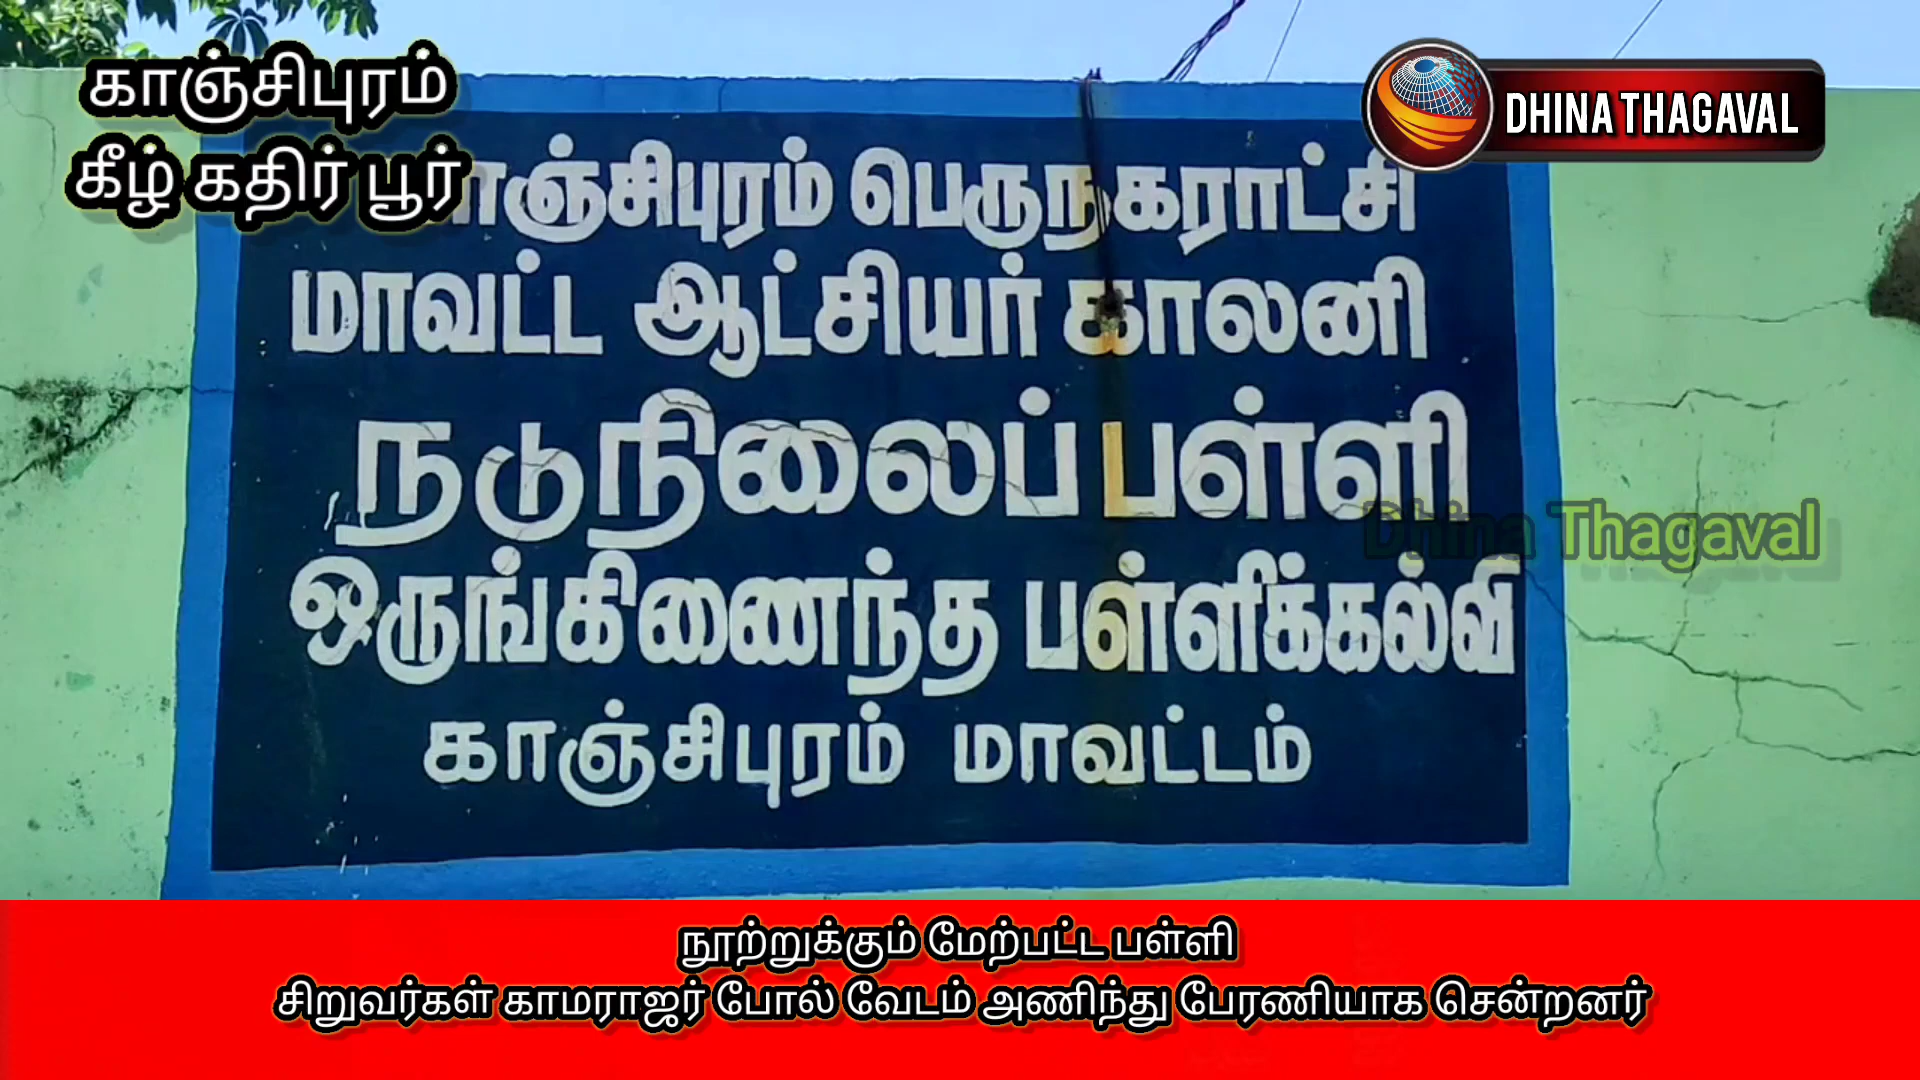 காஞ்சிபுரம்
கீழ் கதிர் பூர்
DHINA THAGAVAL
பெருநகராட்சி
மாவட்ட ஆட்சியர் காலனி
நடுநிலைப் பள்ளி
Dhina Thagaval
ஒருங்கிணைந்த பள்ளிக்கல்வி
காஞ்சிபுரம் மாவட்டம்
நூற்றுக்கும் மேற்பட்ட பள்ளி
சிறுவர்கள் காமராஜர் போல் வேடம் அணிந்து பேரணியாக சென்றனர்